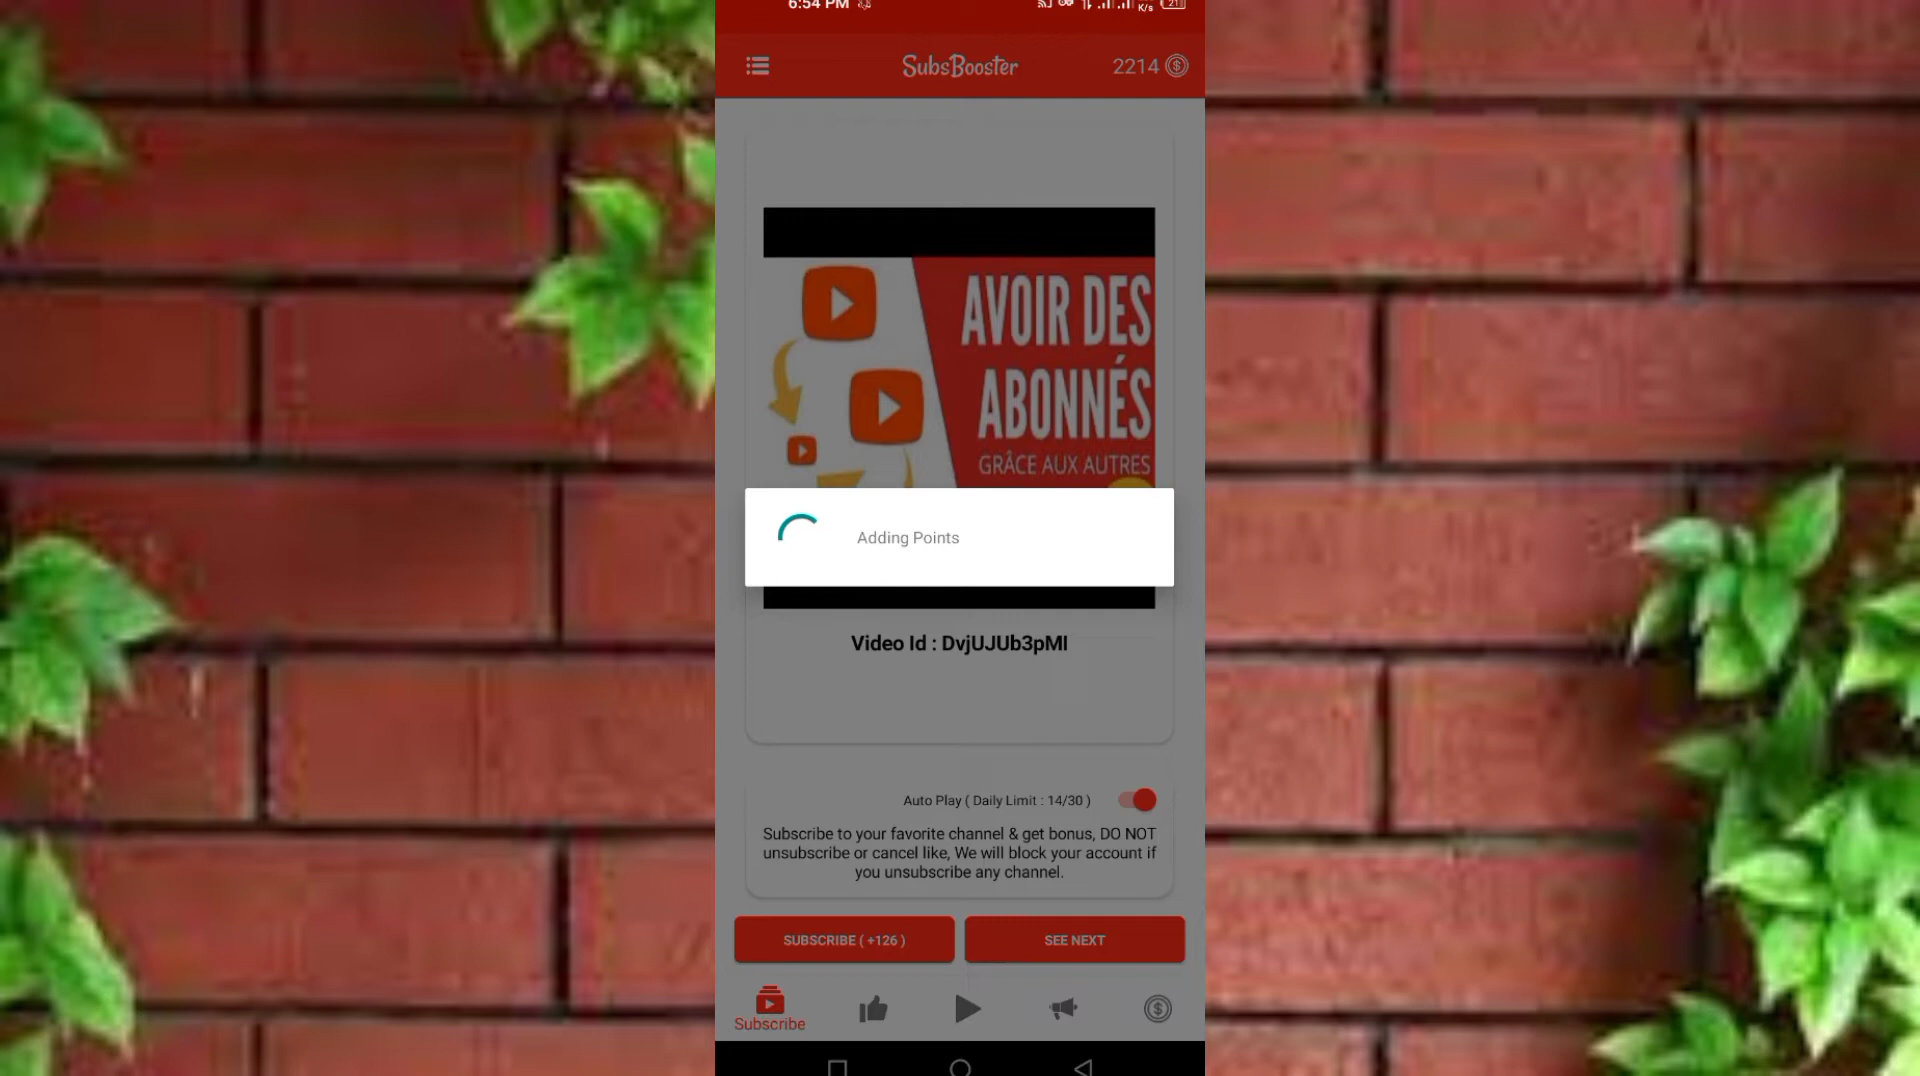 6:54 PM
K/s
21
SubsBooster
2214
AVOIR DES
ABONNÉS
GRÂCE AUX AUTRES
Adding Points
Video Id : DvjUJUb3pMI
Auto Play ( Daily Limit : 14/30 )
Subscribe to your favorite channel & get bonus, DO NOT
unsubscribe or cancel like, We will block your account if
you unsubscribe any channel.
SUBSCRIBE ( +126 )
SEE NEXT
Subscribe